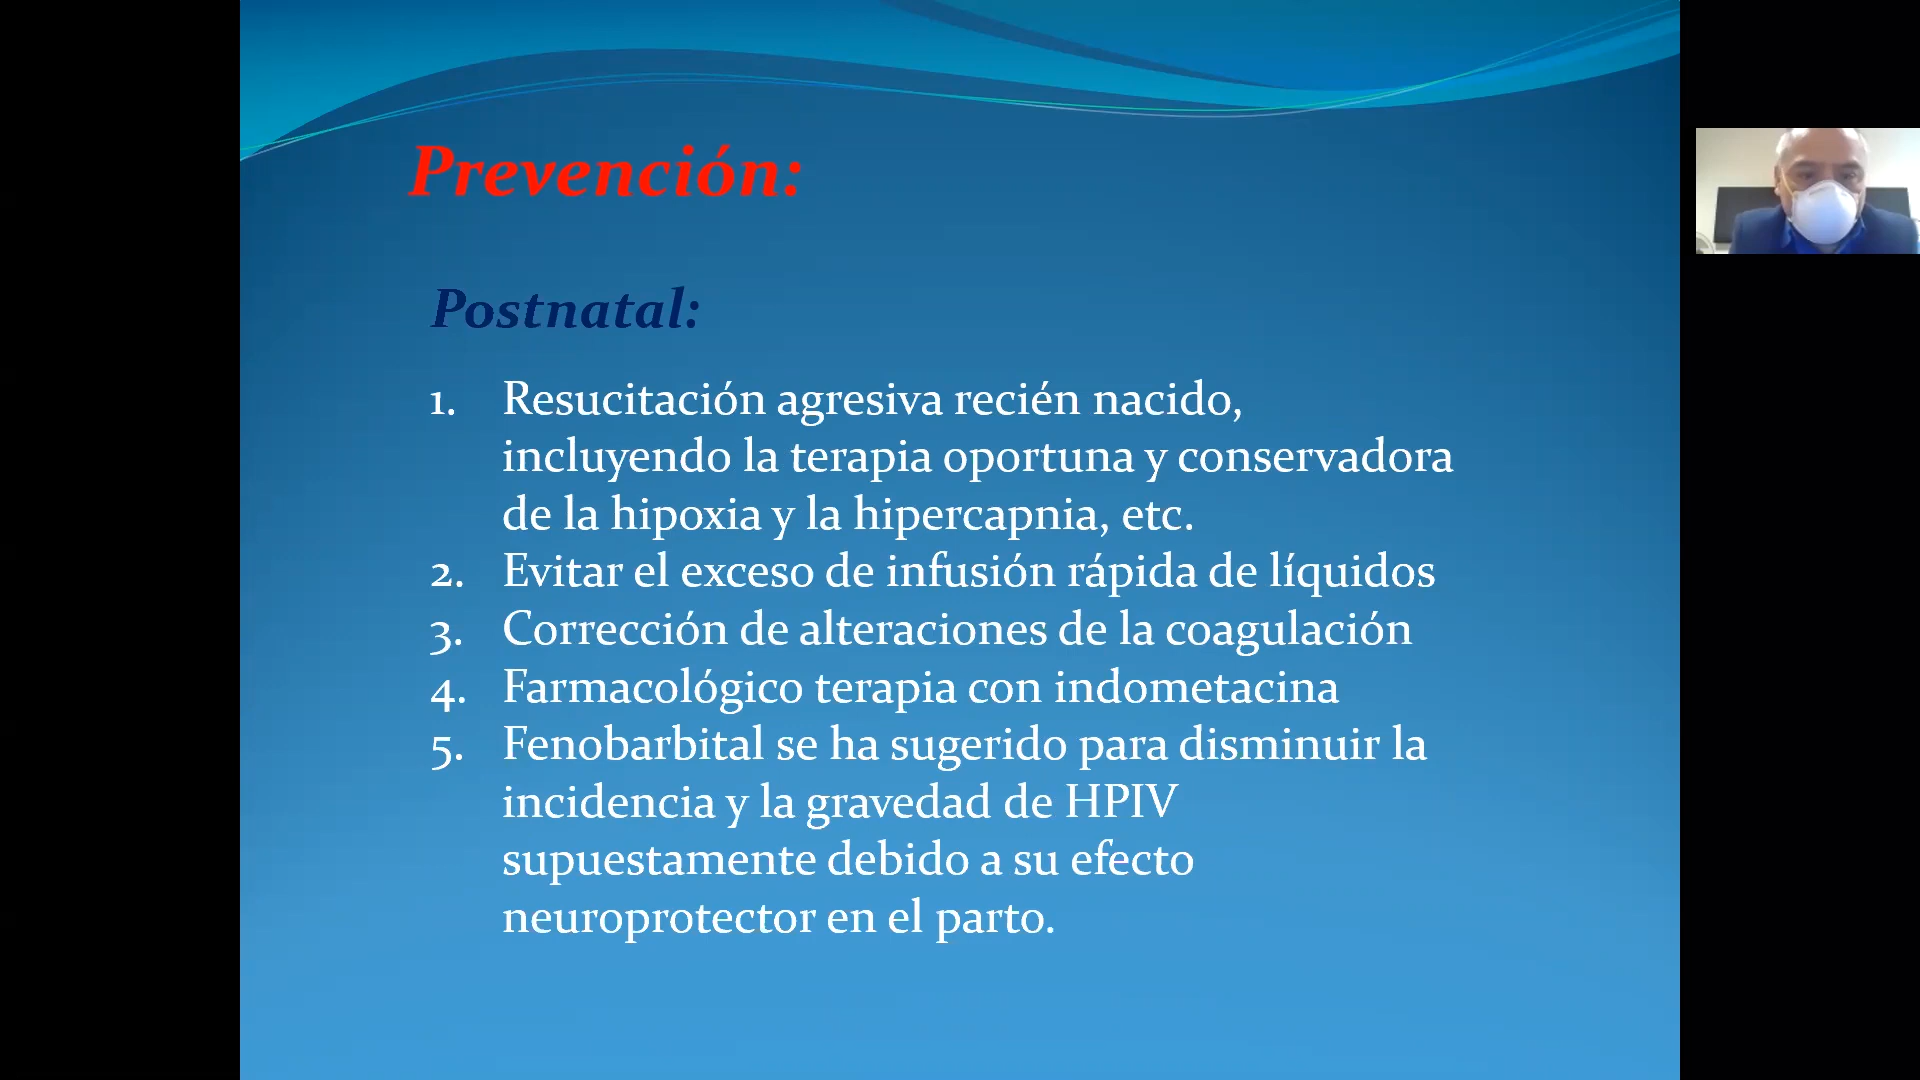 Prevención:
Postnatal:
1. Resucitación agresiva recién nacido,
incluyendo la terapia oportuna y conservadora
de la hipoxia y la hipercapnia, etc.
2. Evitar el exceso de infusión rápida de líquidos
3. Corrección de alteraciones de la coagulación
4. Farmacológico terapia con indometacina
5. Fenobarbital se ha sugerido para disminuir la
incidencia y la gravedad de HPIV
supuestamente debido a su efecto
neuroprotector en el parto.